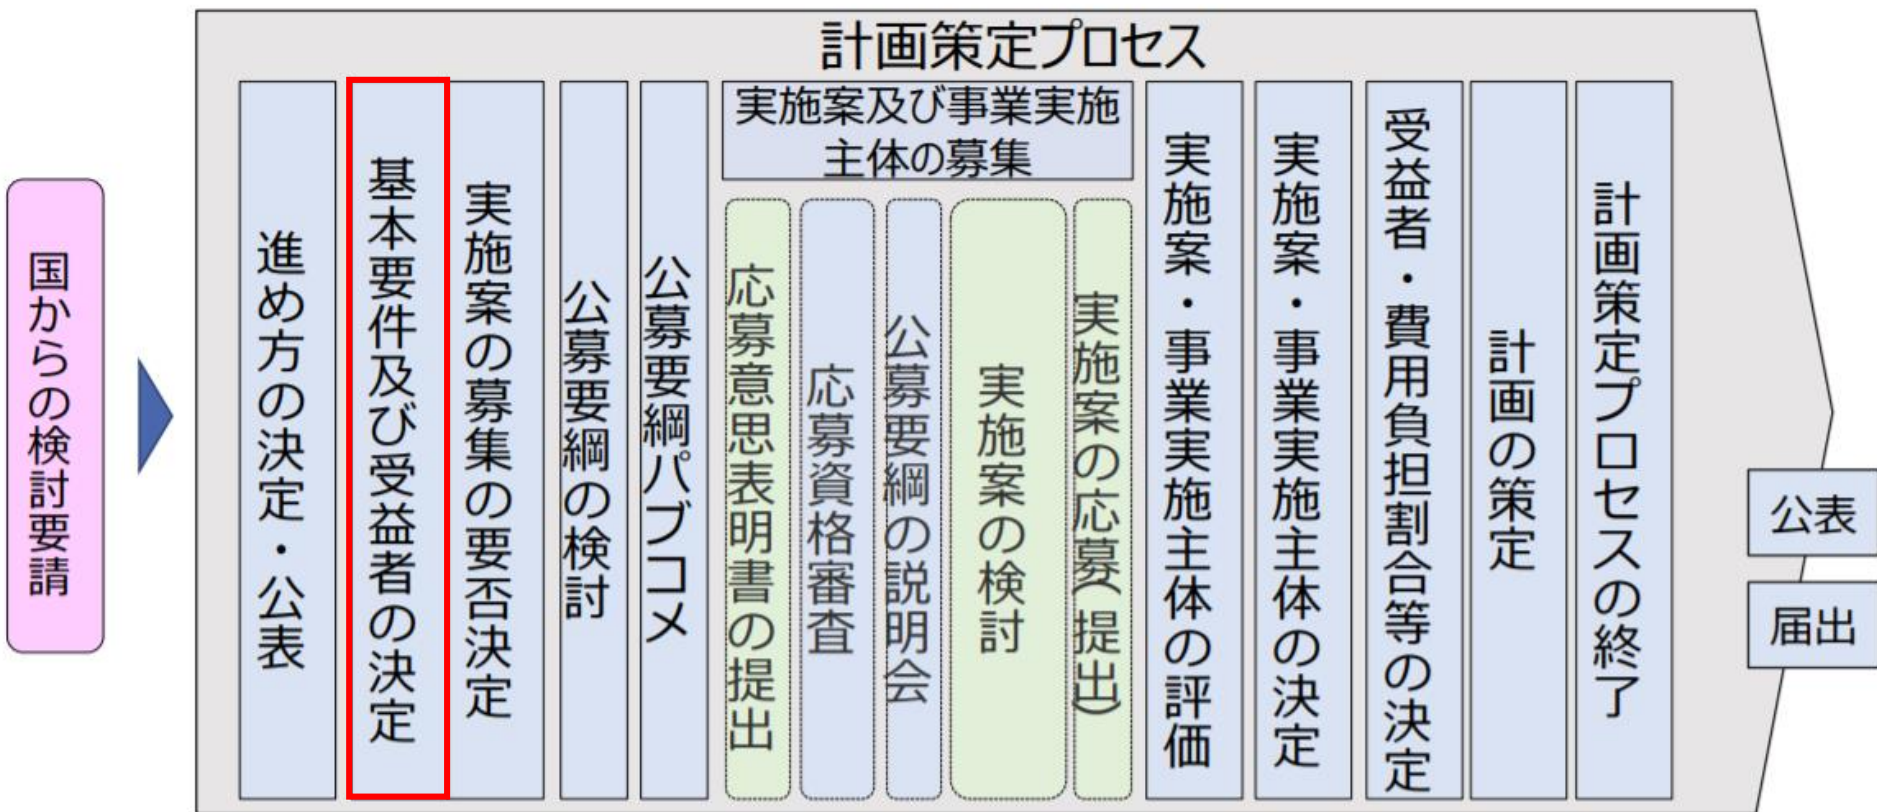 計画策定プロセス
国からの検討要請
進め方の決定・公表
基本要件及び受益者の決定
実施案の募集の要否決定
公募要綱の検討
公募要綱パブコメ
実施案及び事業実施
主体の募集
応募意思表明書の提出
応募資格審査
公募要綱の説明会
実施案の検討
実施案の応募（提出）
実施案・事業実施主体の評価
実施案・事業実施主体の決定
受益者・費用負担割合等の決定
計画の策定
計画策定プロセスの終了
公表
届出